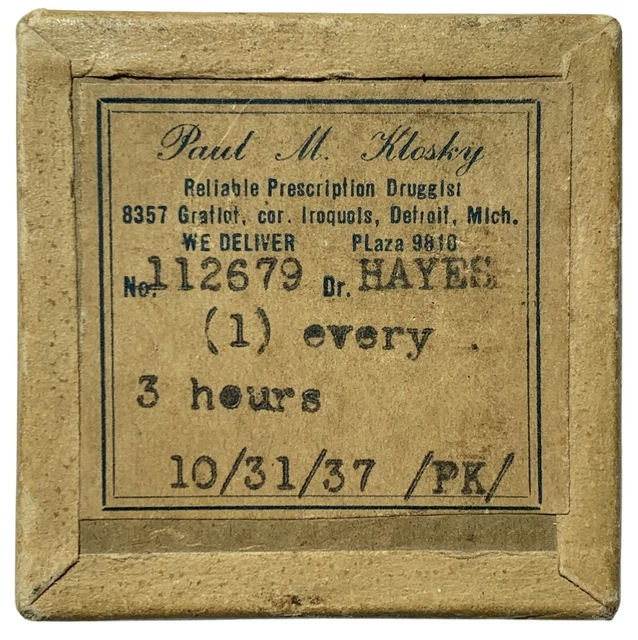 Paul M. Klosky
Reliable Prescription Druggist
8357 Gratiot, cor. Iroquois, Detroit, Mich.
WE DELIVER PLaza 9810
No. 112679 Dr. HAYES
(1) every .
3 hours
10/31/37 /PK/